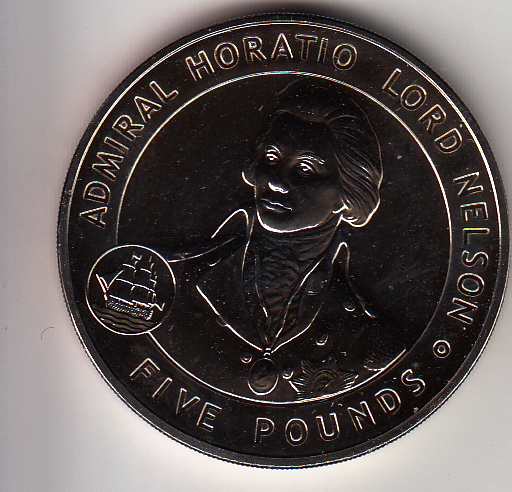 ADMIRAL HORATIO LORD NELSON
FIVE POUNDS